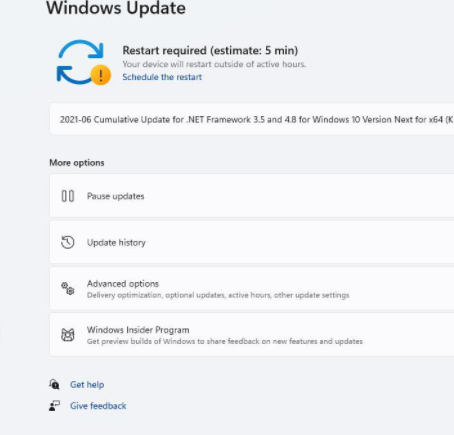 Windows Update
Restart required (estimate: 5 min)
Your device will restart outside of active hours.
Schedule the restart
2021-06 Cumulative Update for .NET Framework 3.5 and 4.8 for Windows 10 Version Next for x64 (K
More options
Pause updates
Update history
Advanced options
Delivery optimization, optional updates, active hours, other update settings
Windows Insider Program
Get preview builds of Windows to share feedback on new features and updates
Get help
Give feedback